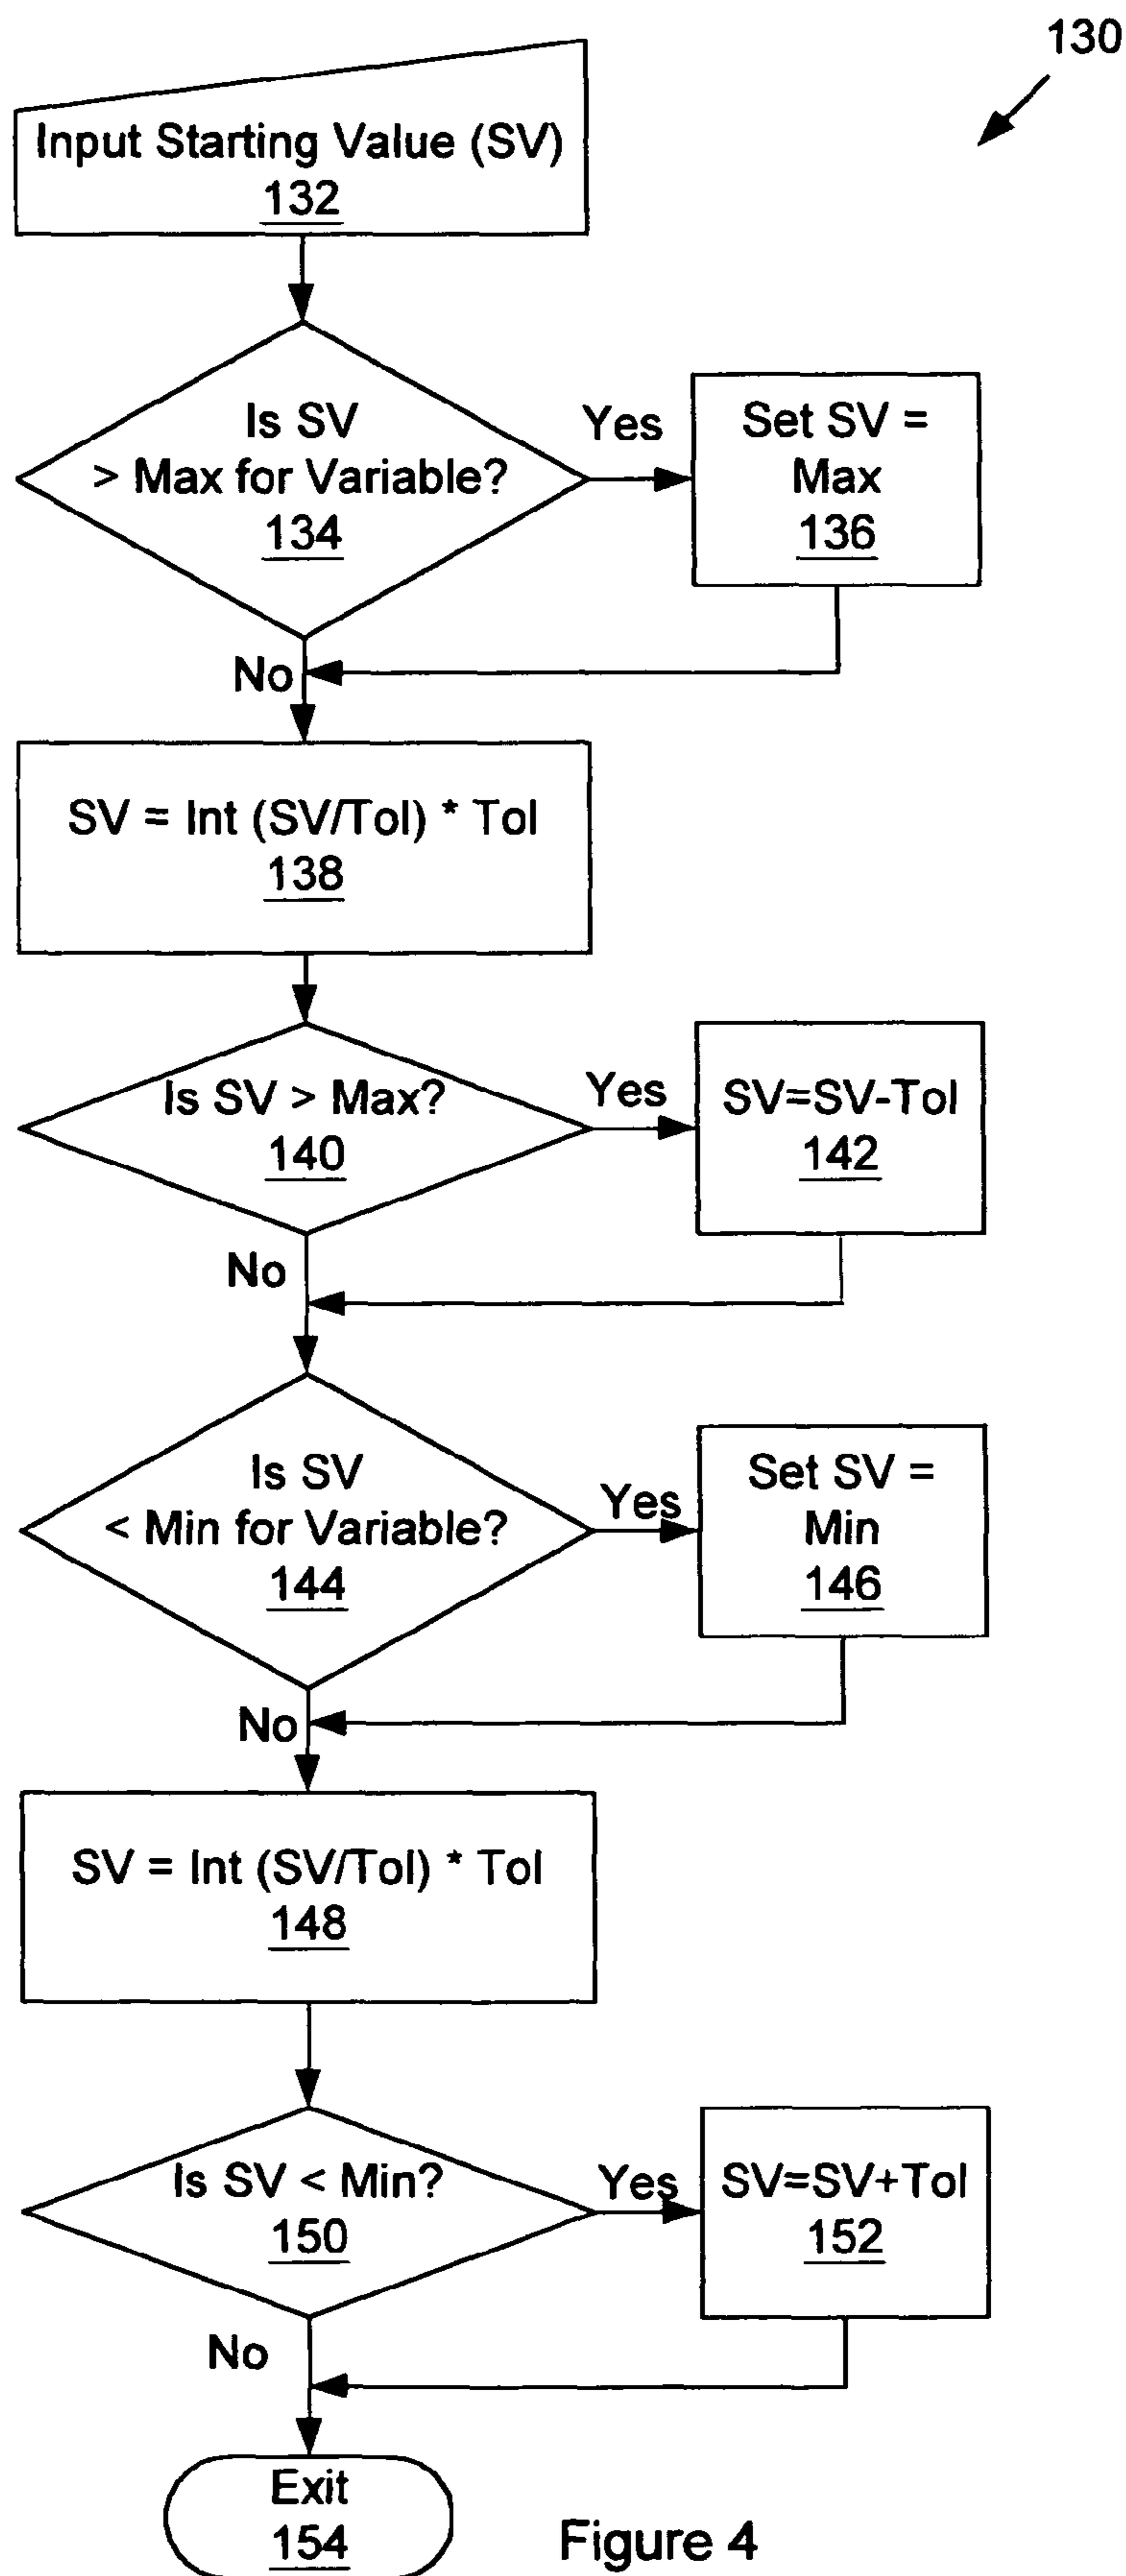 130
Input Starting Value (SV)
132
Is SV
> Max for Variable?
134
Yes
Set SV =
Max
136
No
SV = Int (SV/Tol) * Tol
138
Is SV > Max?
140
Yes
SV=SV-Tol
142
No
Is SV
< Min for Variable?
144
Yes
Set SV =
Min
146
No
SV = Int (SV/Tol) * Tol
148
Is SV < Min?
150
Yes
SV=SV+Tol
152
No
Exit
154
Figure 4